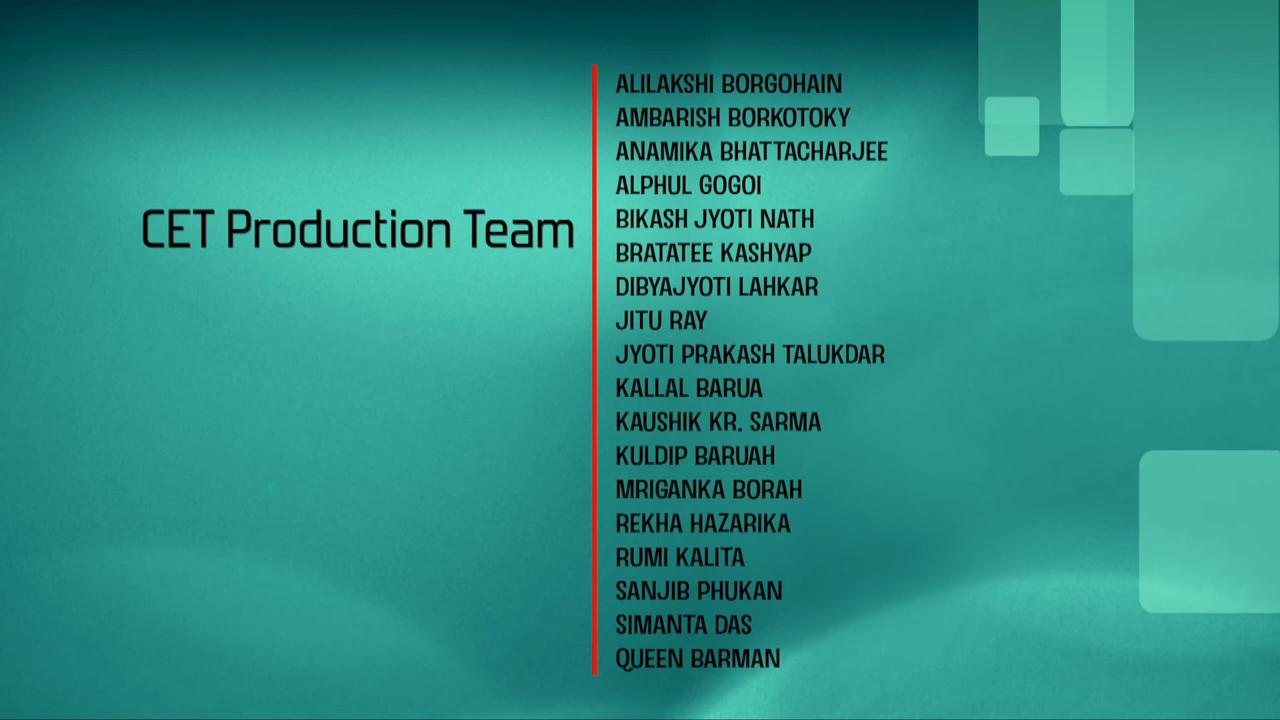 CET Production Team
ALILAKSHI BORGOHAIN
AMBARISH BORKOTOKY
ANAMIKA BHATTACHARJEE
ALPHUL GOGOI
BIKASH JYOTI NATH
BRATATEE KASHYAP
DIBYAJYOTI LAHKAR
JITU RAY
JYOTI PRAKASH TALUKDAR
KALLAL BARUA
KAUSHIK KR. SARMA
KULDIP BARUAH
MRIGANKA BORAH
REKHA HAZARIKA
RUMI KALITA
SANJIB PHUKAN
SIMANTA DAS
QUEEN BARMAN